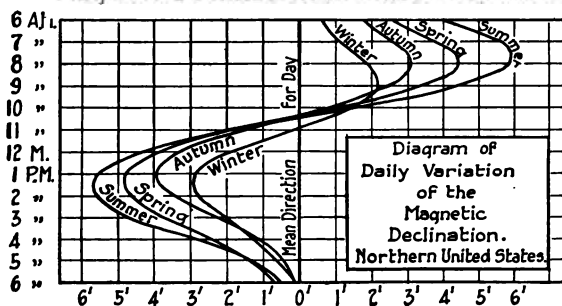 6 A.M.
7 "
8 "
9 "
10 "
11 "
12 M.
1 P.M.
2 "
3 "
4 "
5 "
6 "
Winter
Autumn
Spring
Summer
for Day
Mean Direction
Autumn
Winter
Spring
Summer
Diagram of
Daily Variation
of the
Magnetic
Declination.
Northern United States.
6' 5' 4' 3' 2' 1' 0' 1' 2' 3' 4' 5' 6'